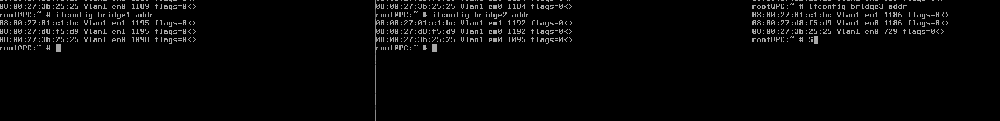 08:00:27:3b:25:25 Vlan1 em0 1189 flags=0<>
root@PC:~ # ifconfig bridge1 addr
08:00:27:01:c1:bc Vlan1 em1 1195 flags=0<>
08:00:27:d8:f5:d9 Vlan1 em1 1195 flags=0<>
08:00:27:3b:25:25 Vlan1 em0 1098 flags=0<>
root@PC:~ #
08:00:27:3b:25:25 Vlan1 em0 1184 flags=0<>
root@PC:~ # ifconfig bridge2 addr
08:00:27:01:c1:bc Vlan1 em1 1192 flags=0<>
08:00:27:d8:f5:d9 Vlan1 em1 1192 flags=0<>
08:00:27:3b:25:25 Vlan1 em0 1095 flags=0<>
root@PC:~ #
root@PC:~ # ifconfig bridge3 addr
08:00:27:01:c1:bc Vlan1 em1 1186 flags=0<>
08:00:27:d8:f5:d9 Vlan1 em0 1186 flags=0<>
08:00:27:3b:25:25 Vlan1 em0 729 flags=0<>
root@PC:~ # S